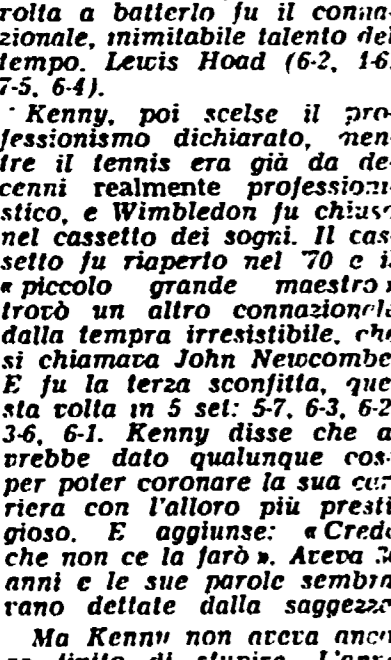 volta a batterlo fu il conna-
zionale, inimitabile talento del
tempo. Lewis Hoad (6-2, 1-6,
7-5, 6-4).
Kenny, poi scelse il pro-
fessionismo dichiarato, men-
tre il tennis era già da de-
cenni realmente professioni-
stico, e Wimbledon fu chiuso
nel cassetto dei sogni. Il cas-
setto fu riaperto nel '70 e il
« piccolo grande maestro »
trovò un altro connazionale
dalla tempra irresistibile, che
si chiamava John Newcombe
E fu la terza sconfitta, que
sta volta in 5 set: 5-7, 6-3, 6-2
3-6, 6-1. Kenny disse che a
vrebbe dato qualunque cos
per poter coronare la sua car
riera con l'alloro più presti
gioso. E aggiunse: « Credo
che non ce la farò ». Aveva
anni e le sue parole sembra
vano dettate dalla saggezza
Ma Kenny non aveva anco
finito di stupire.